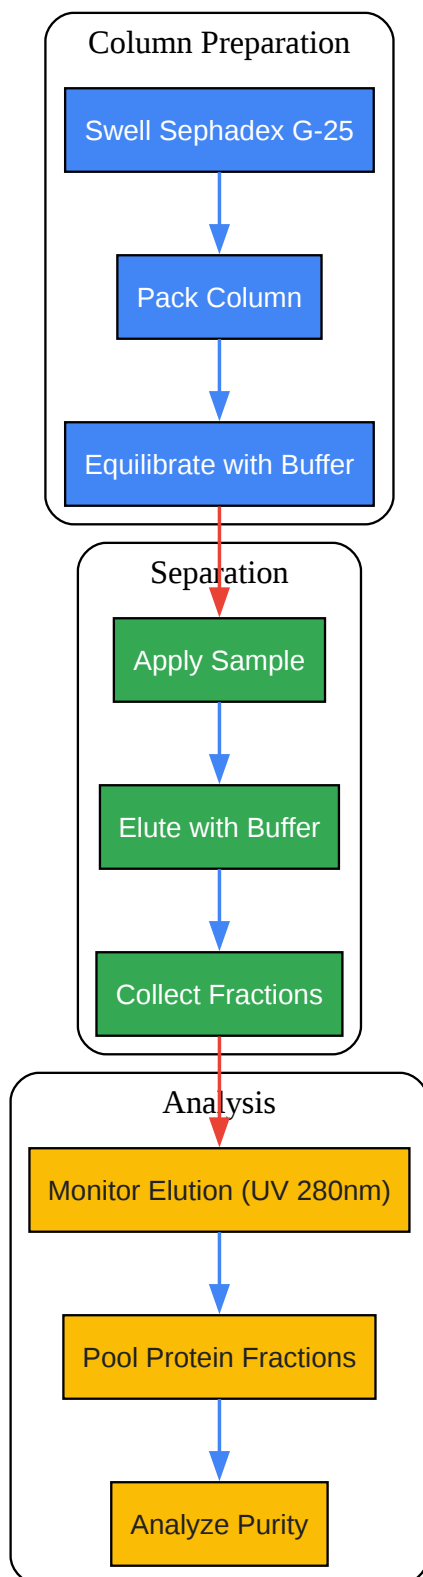 Column Preparation
Swell Sephadex G-25
Pack Column
Equilibrate with Buffer
Separation
Apply Sample
Elute with Buffer
Collect Fractions
Analysis
Monitor Elution (UV 280nm)
Pool Protein Fractions
Analyze Purity